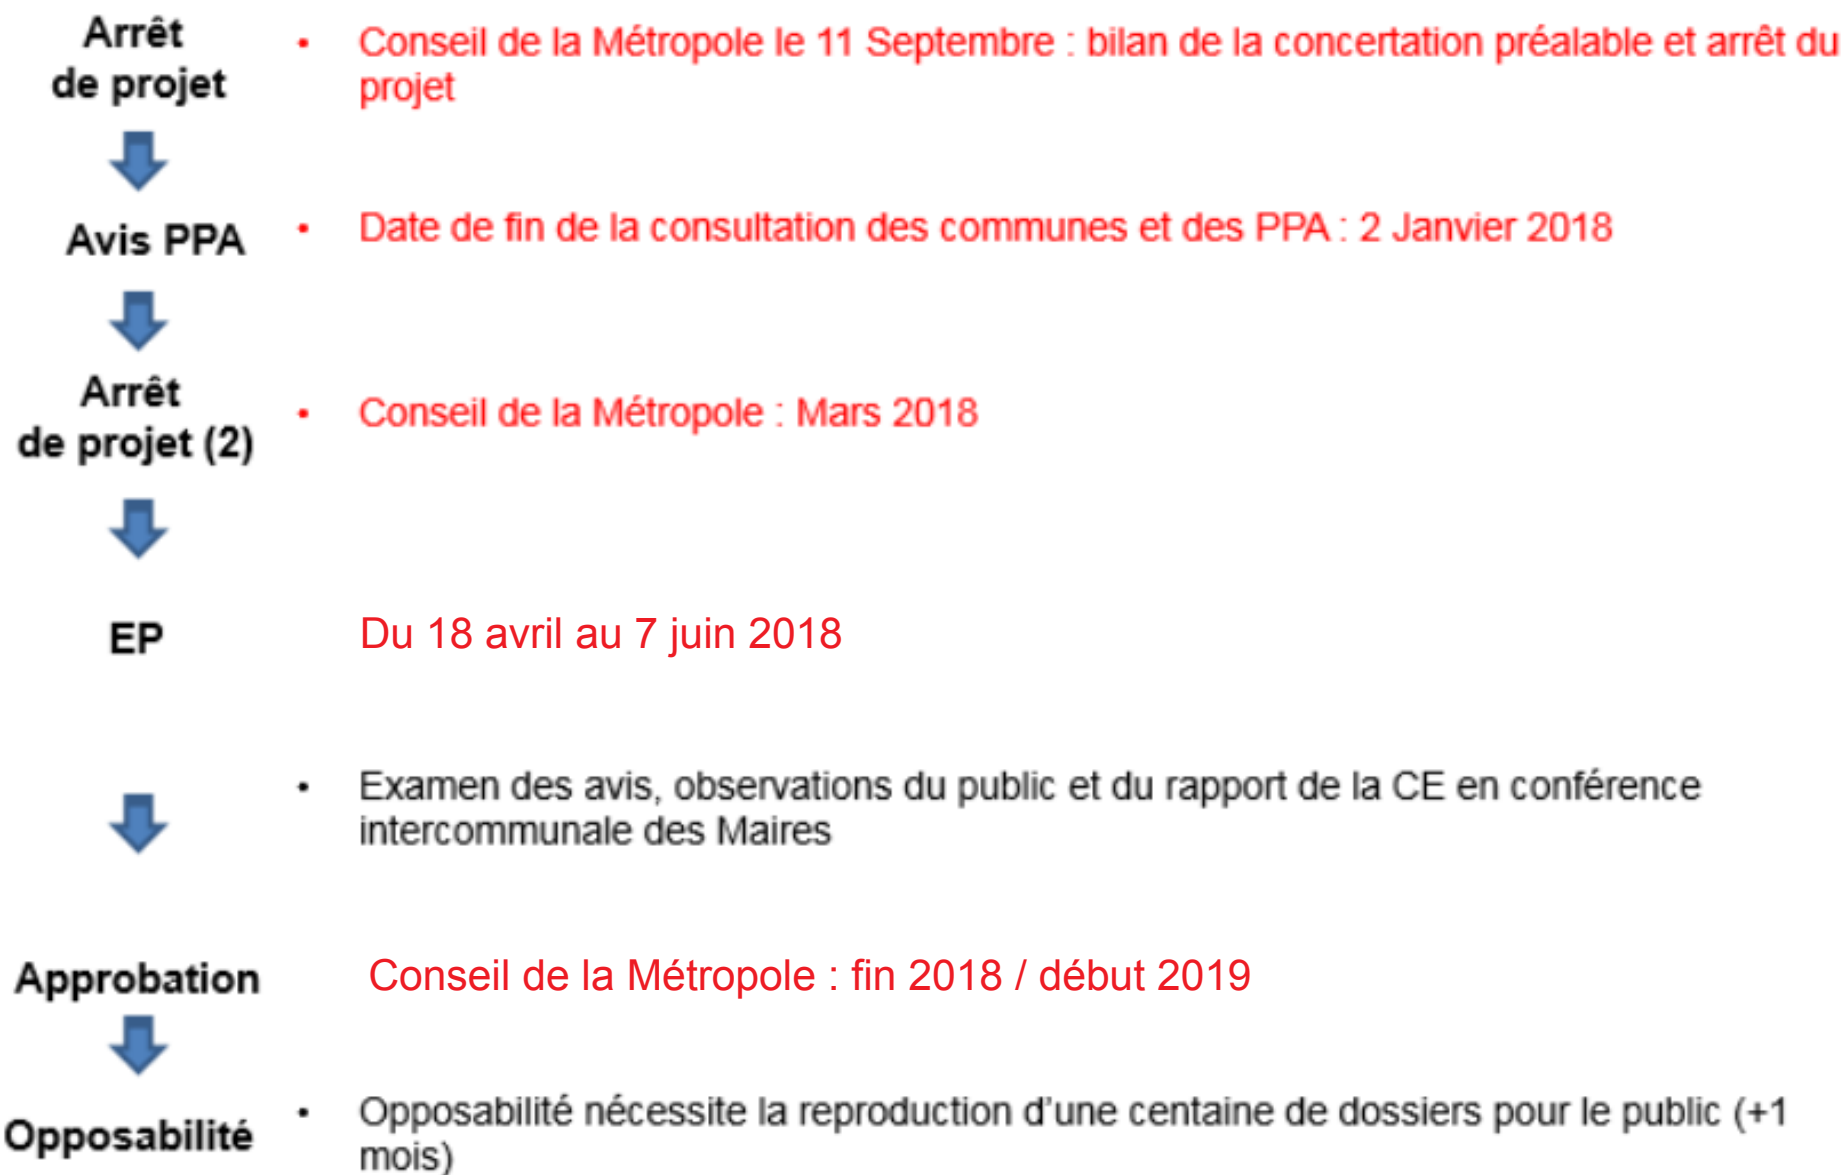 Arrêt
de projet
• Conseil de la Métropole le 11 Septembre : bilan de la concertation préalable et arrêt du
projet
Avis PPA
• Date de fin de la consultation des communes et des PPA : 2 Janvier 2018
Arrêt
de projet (2)
• Conseil de la Métropole : Mars 2018
EP
Du 18 avril au 7 juin 2018
• Examen des avis, observations du public et du rapport de la CE en conférence
intercommunale des Maires
Approbation
Conseil de la Métropole : fin 2018 / début 2019
Opposabilité
• Opposabilité nécessite la reproduction d’une centaine de dossiers pour le public (+1
mois)